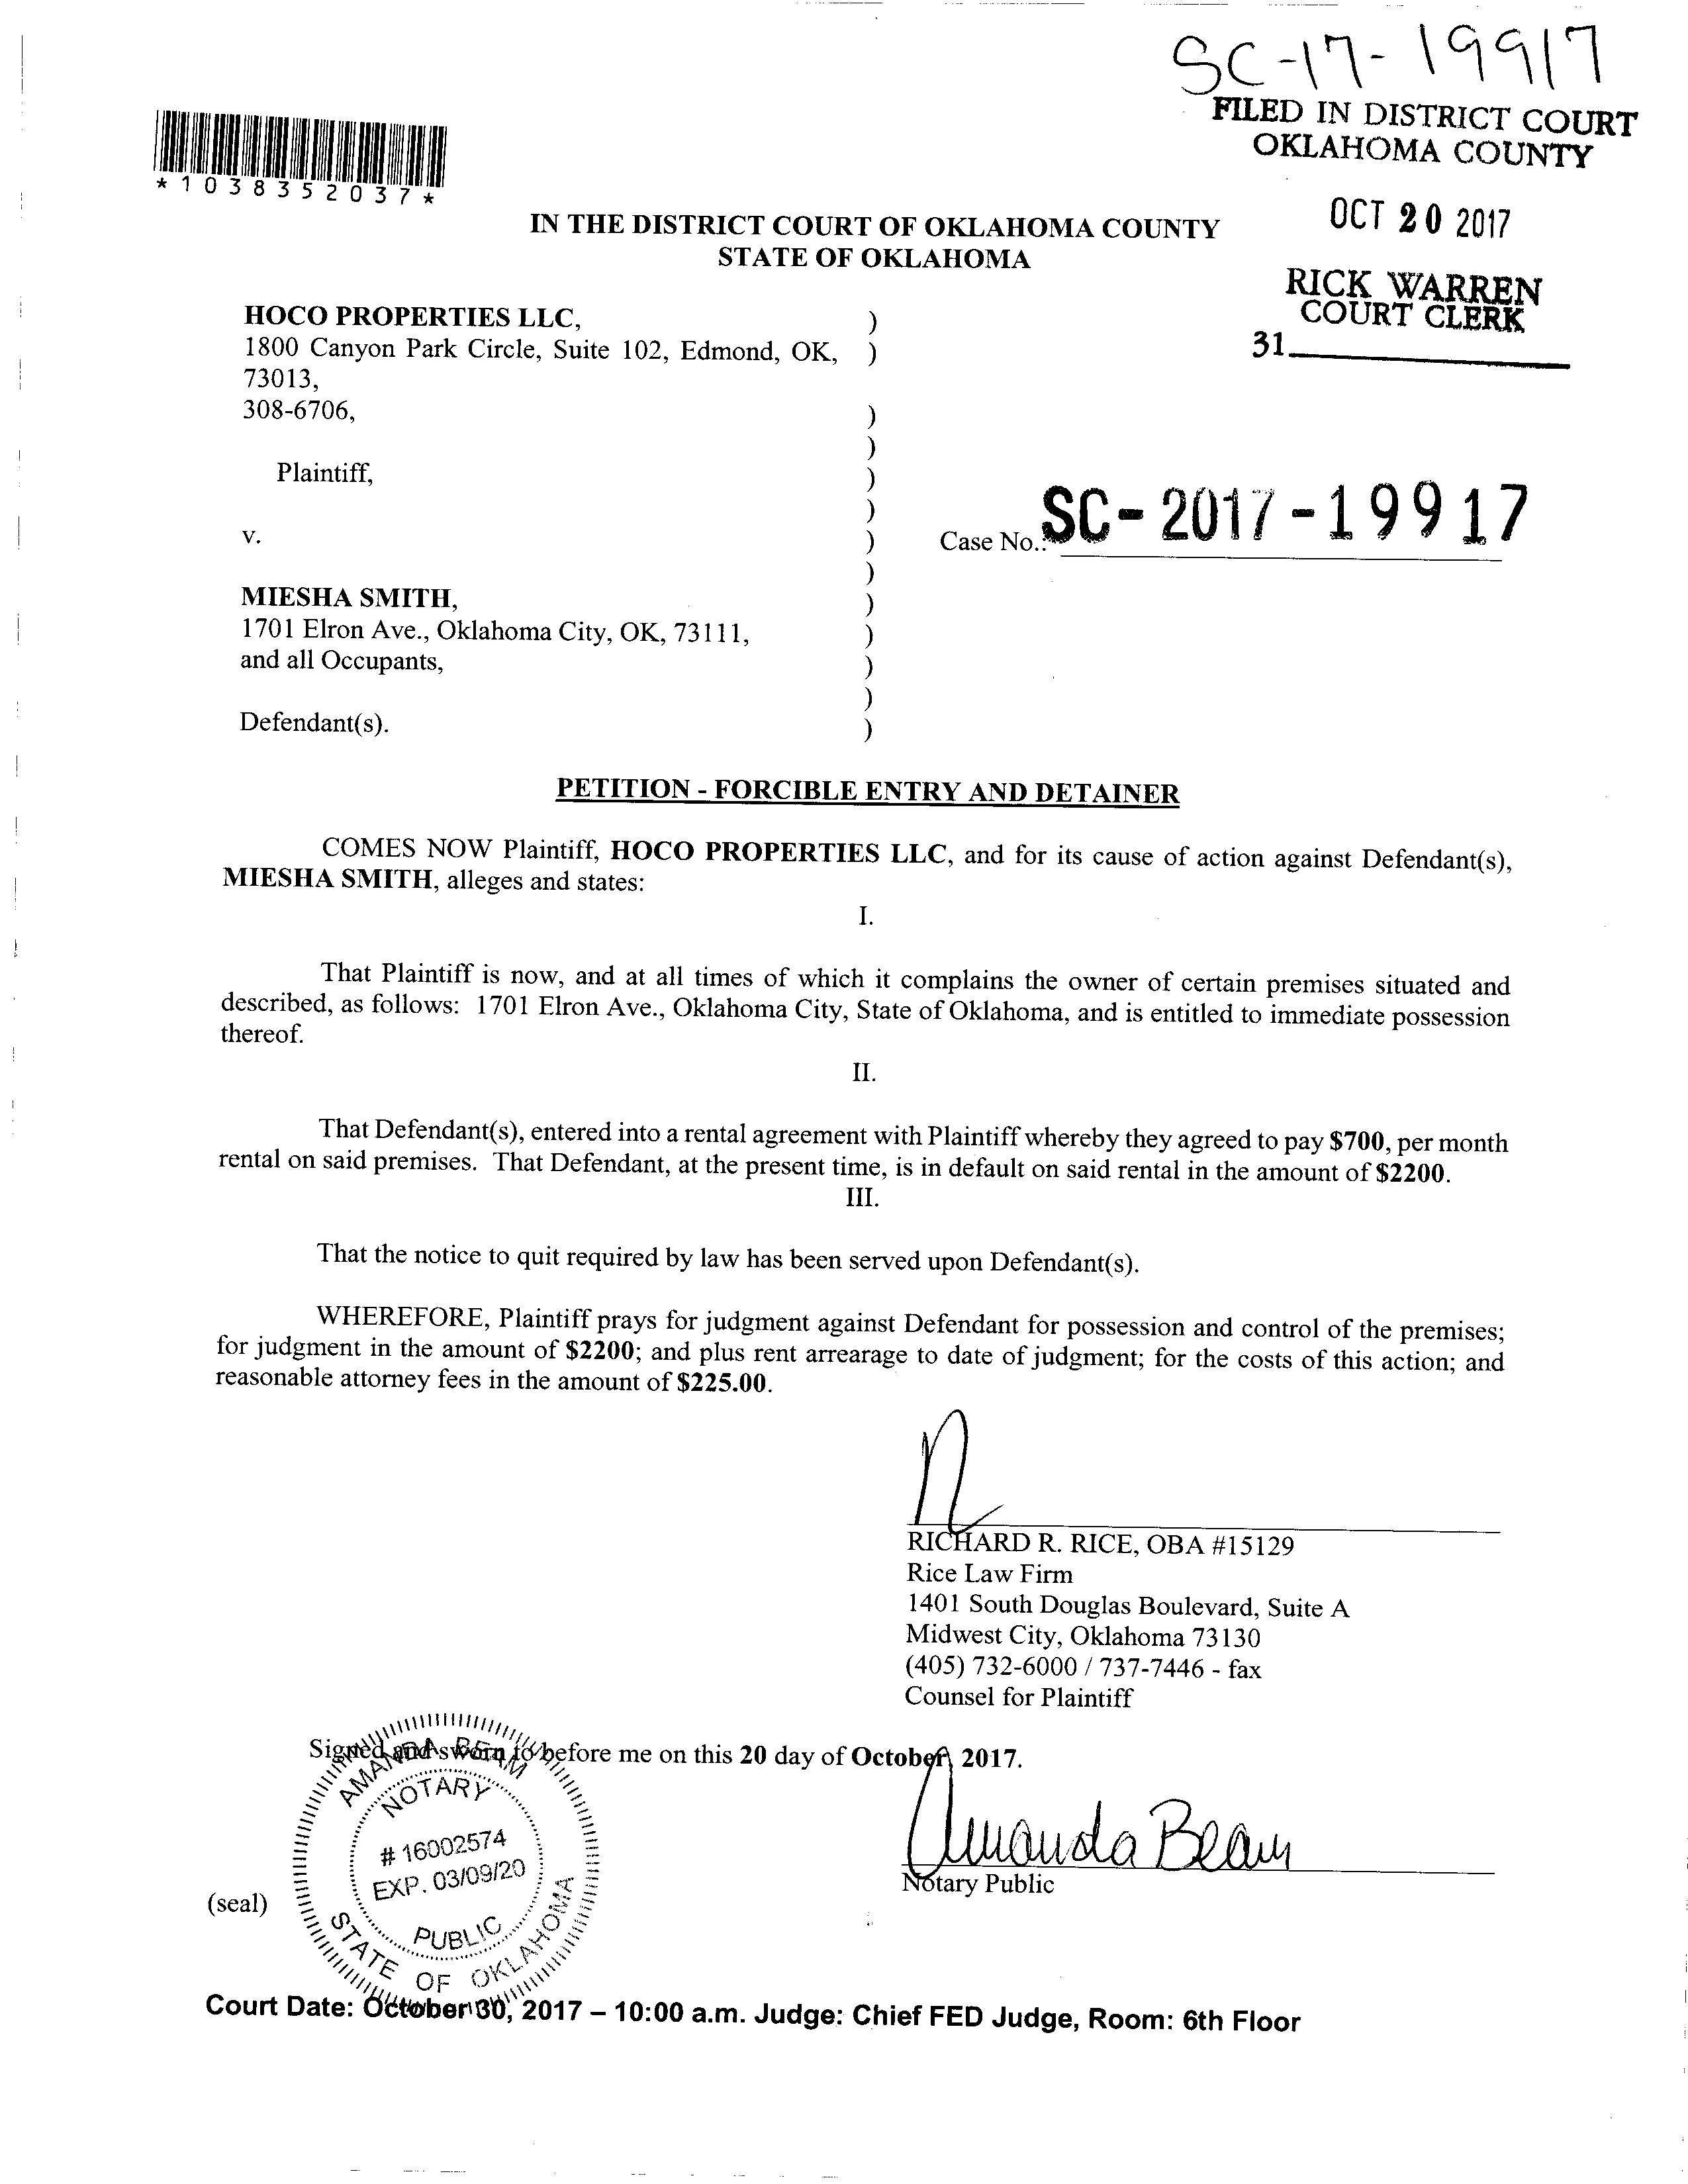 SC-17-19917
FILED IN DISTRICT COURT
OKLAHOMA COUNTY
*1038352037*
OCT 20 2017
IN THE DISTRICT COURT OF OKLAHOMA COUNTY
STATE OF OKLAHOMA
RICK WARREN
COURT CLERK
31
HOCO PROPERTIES LLC, )
1800 Canyon Park Circle, Suite 102, Edmond, OK, )
73013,
308-6706, )
)
Plaintiff, )
)
v. )
Case No.: SC-2017-19917
)
MIESHA SMITH, )
1701 Elron Ave., Oklahoma City, OK, 73111, )
and all Occupants, )
)
Defendant(s). )
PETITION - FORCIBLE ENTRY AND DETAINER
COMES NOW Plaintiff, HOCO PROPERTIES LLC, and for its cause of action against Defendant(s),
MIESHA SMITH, alleges and states:
I.
That Plaintiff is now, and at all times of which it complains the owner of certain premises situated and
described, as follows: 1701 Elron Ave., Oklahoma City, State of Oklahoma, and is entitled to immediate possession
thereof.
II.
That Defendant(s), entered into a rental agreement with Plaintiff whereby they agreed to pay $700, per month
rental on said premises. That Defendant, at the present time, is in default on said rental in the amount of $2200.
III.
That the notice to quit required by law has been served upon Defendant(s).
WHEREFORE, Plaintiff prays for judgment against Defendant for possession and control of the premises;
for judgment in the amount of $2200; and plus rent arrearage to date of judgment; for the costs of this action; and
reasonable attorney fees in the amount of $225.00.
RICHARD R. RICE, OBA #15129
Rice Law Firm
1401 South Douglas Boulevard, Suite A
Midwest City, Oklahoma 73130
(405) 732-6000 / 737-7446 - fax
Counsel for Plaintiff
Signed and sworn to before me on this 20 day of October, 2017.
AMANDA BEAM
NOTARY
# 16002574
EXP. 03/09/20
PUBLIC
STATE OF OKLAHOMA
Amanda Beam
Notary Public
(seal)
Court Date: October 30, 2017 – 10:00 a.m. Judge: Chief FED Judge, Room: 6th Floor